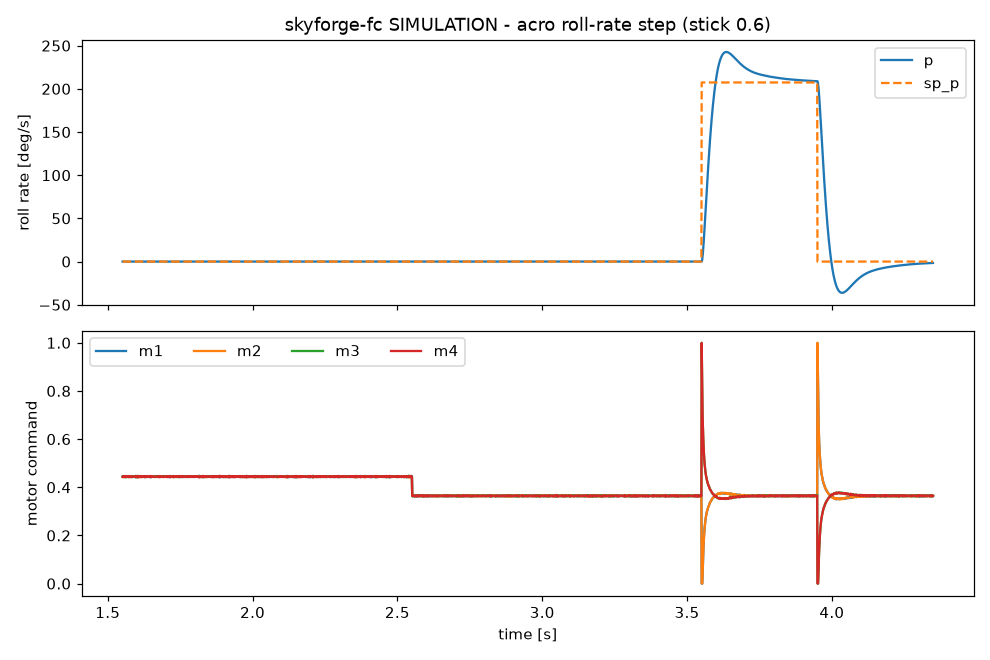 skyforge-fc SIMULATION - acro roll-rate step (stick 0.6)
250
200
150
100
50
0
−50
roll rate [deg/s]
p
sp_p
1.0
0.8
0.6
0.4
0.2
0.0
motor command
m1 m2 m3 m4
1.5 2.0 2.5 3.0 3.5 4.0
time [s]